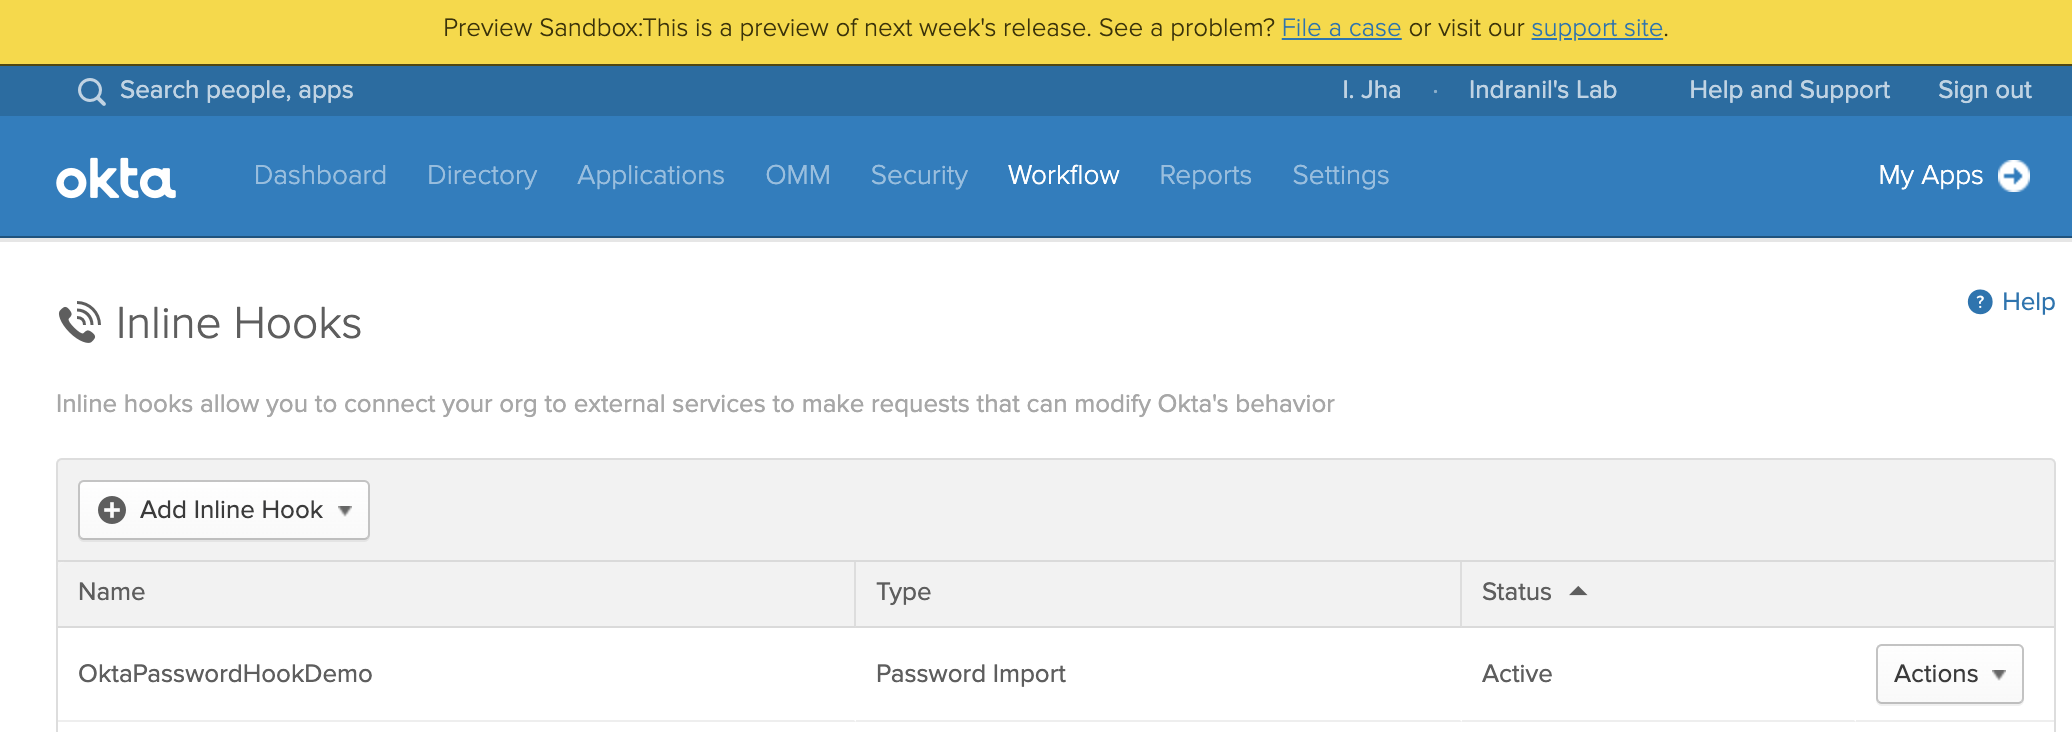 Preview Sandbox:This is a preview of next week's release. See a problem? File a case or visit our support site.
Search people, apps I. Jha · Indranil's Lab Help and Support Sign out
okta Dashboard Directory Applications OMM Security Workflow Reports Settings My Apps
Inline Hooks
Help
Inline hooks allow you to connect your org to external services to make requests that can modify Okta's behavior
Add Inline Hook
Name Type Status
OktaPasswordHookDemo Password Import Active Actions